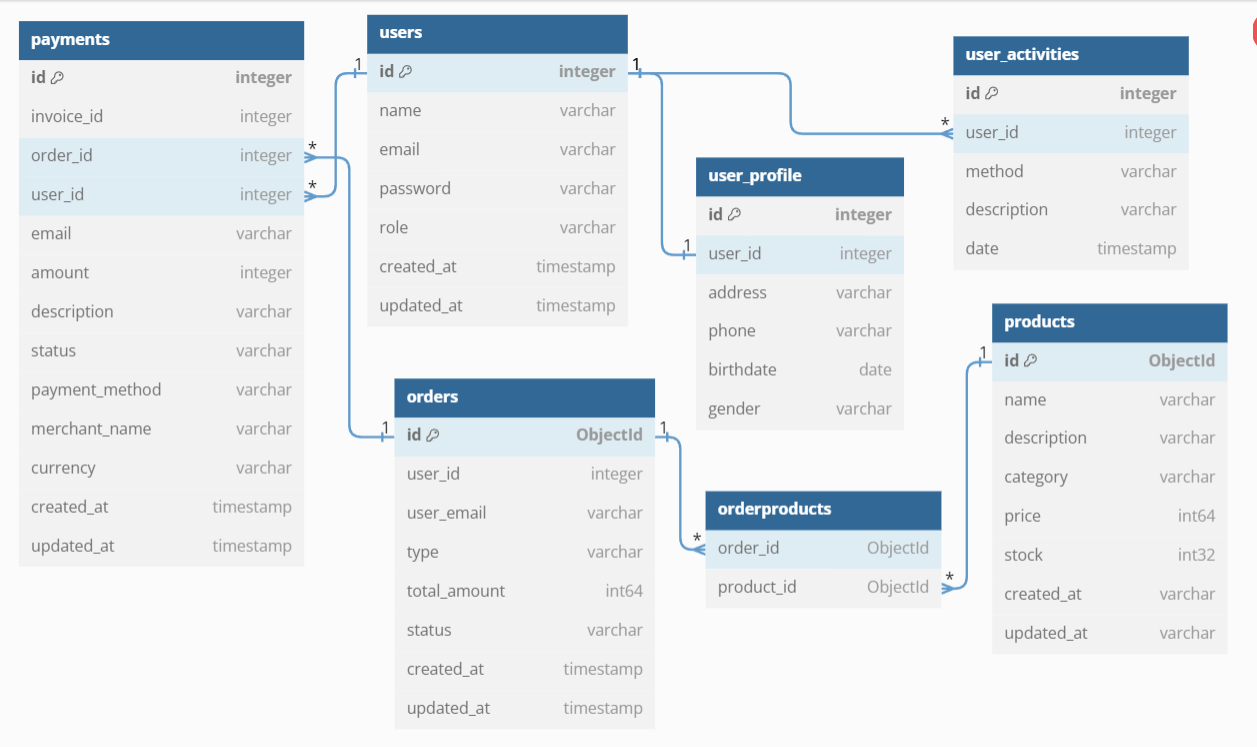 payments
id integer
invoice_id integer
order_id integer
user_id integer
email varchar
amount integer
description varchar
status varchar
payment_method varchar
merchant_name varchar
currency varchar
created_at timestamp
updated_at timestamp
*
*
1
users
id integer
name varchar
email varchar
password varchar
role varchar
created_at timestamp
updated_at timestamp
1
1
orders
id ObjectId
user_id integer
user_email varchar
type varchar
total_amount int64
status varchar
created_at timestamp
updated_at timestamp
1
1
user_profile
id integer
user_id integer
address varchar
phone varchar
birthdate date
gender varchar
*
orderproducts
order_id ObjectId
product_id ObjectId
*
*
user_activities
id integer
user_id integer
method varchar
description varchar
date timestamp
1
products
id ObjectId
name varchar
description varchar
category varchar
price int64
stock int32
created_at varchar
updated_at varchar